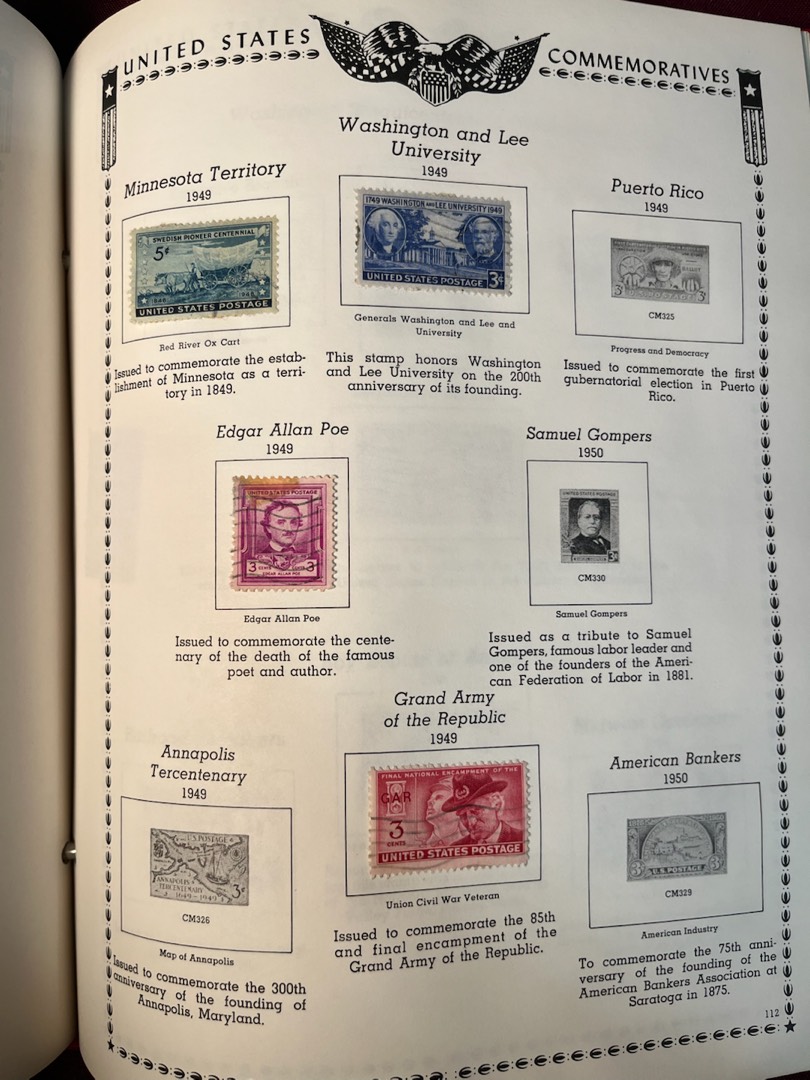 UNITED STATES COMMEMORATIVES
Minnesota Territory
1949
SWEDISH PIONEER CENTENNIAL
5¢
1848 1948
UNITED STATES POSTAGE
Red River Ox Cart
Issued to commemorate the estab-
lishment of Minnesota as a terri-
tory in 1849.
Washington and Lee
University
1949
1749 WASHINGTON AND LEE UNIVERSITY 1949
UNITED STATES POSTAGE 3¢
Generals Washington and Lee and
University
This stamp honors Washington
and Lee University on the 200th
anniversary of its founding.
Puerto Rico
1949
3¢ U.S. POSTAGE 3¢
CM325
Progress and Democracy
Issued to commemorate the first
gubernatorial election in Puerto
Rico.
Edgar Allan Poe
1949
UNITED STATES POSTAGE
3 CENTS 3
EDGAR ALLAN POE
Edgar Allan Poe
Issued to commemorate the cente-
nary of the death of the famous
poet and author.
Samuel Gompers
1950
UNITED STATES POSTAGE
SAMUEL GOMPERS 3¢
CM330
Samuel Gompers
Issued as a tribute to Samuel
Gompers, famous labor leader and
one of the founders of the Ameri-
can Federation of Labor in 1881.
Annapolis
Tercentenary
1949
U.S. POSTAGE
ANNAPOLIS
TERCENTENARY
1649-1949 3¢
CM326
Map of Annapolis
Issued to commemorate the 300th
anniversary of the founding of
Annapolis, Maryland.
Grand Army
of the Republic
1949
FINAL NATIONAL ENCAMPMENT OF THE
GAR
3
CENTS
UNITED STATES POSTAGE
Union Civil War Veteran
Issued to commemorate the 85th
and final encampment of the
Grand Army of the Republic.
American Bankers
1950
3¢ U.S. POSTAGE 3¢
CM329
American Industry
To commemorate the 75th anni-
versary of the founding of the
American Bankers Association at
Saratoga in 1875.
112